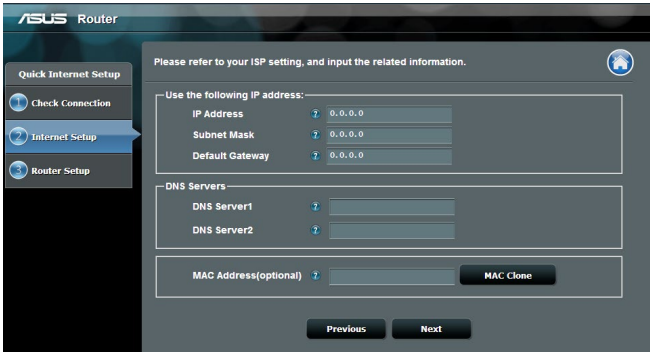 ASUS Router
Quick Internet Setup
1 Check Connection
2 Internet Setup
3 Router Setup
Please refer to your ISP setting, and input the related information.
Use the following IP address:
IP Address ? 0.0.0.0
Subnet Mask ? 0.0.0.0
Default Gateway ? 0.0.0.0
DNS Servers
DNS Server1 ?
DNS Server2 ?
MAC Address(optional) ? MAC Clone
Previous Next